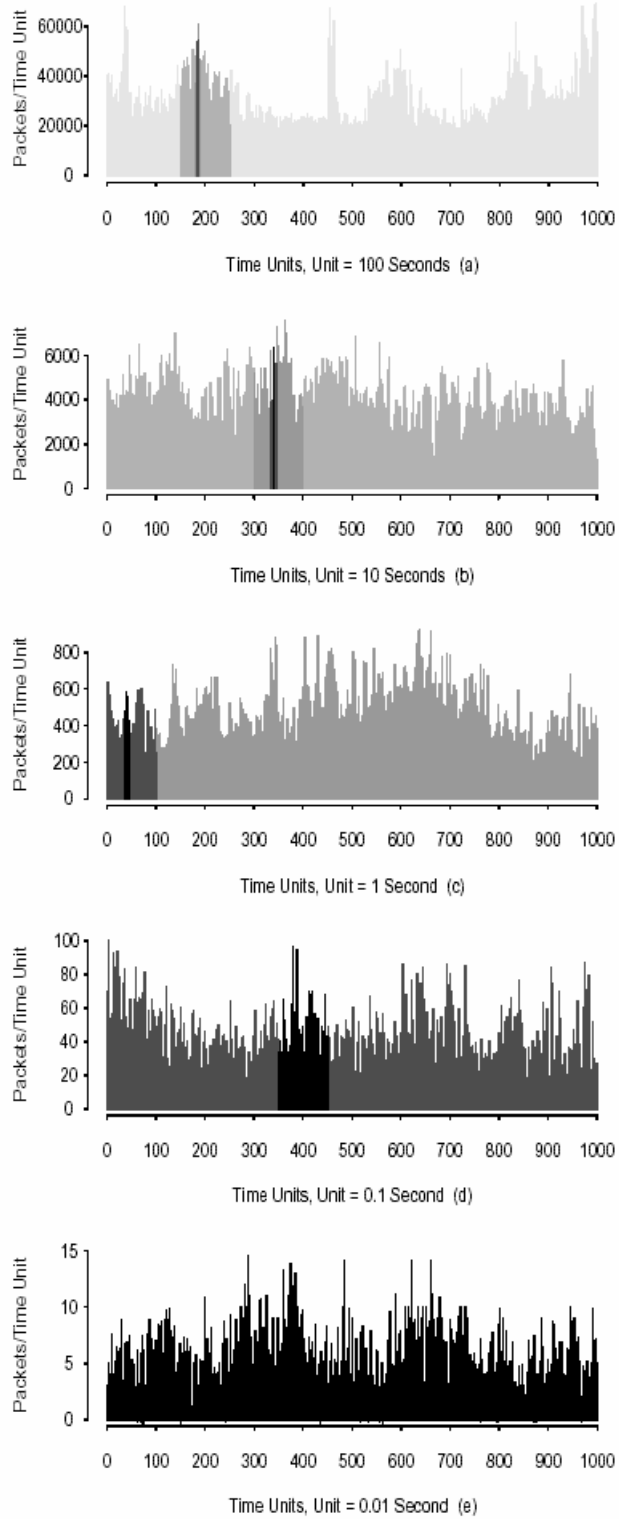 Packets/Time Unit
60000
40000
20000
0
0 100 200 300 400 500 600 700 800 900 1000
Time Units, Unit = 100 Seconds (a)
Packets/Time Unit
6000
4000
2000
0
0 100 200 300 400 500 600 700 800 900 1000
Time Units, Unit = 10 Seconds (b)
Packets/Time Unit
800
600
400
200
0
0 100 200 300 400 500 600 700 800 900 1000
Time Units, Unit = 1 Second (c)
Packets/Time Unit
100
80
60
40
20
0
0 100 200 300 400 500 600 700 800 900 1000
Time Units, Unit = 0.1 Second (d)
Packets/Time Unit
15
10
5
0
0 100 200 300 400 500 600 700 800 900 1000
Time Units, Unit = 0.01 Second (e)